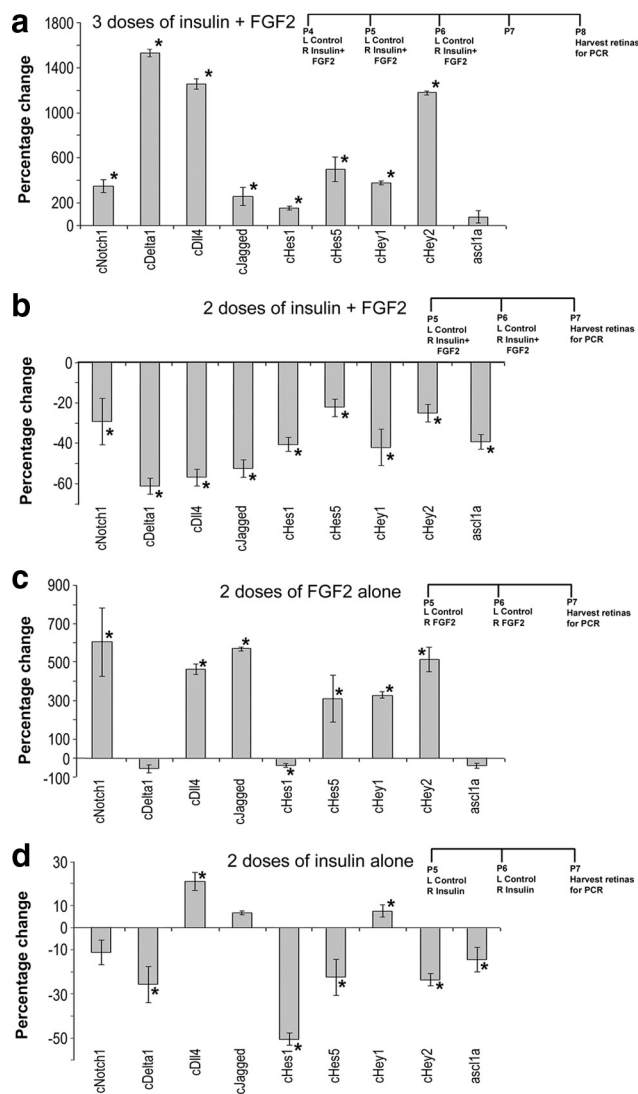 a
3 doses of insulin + FGF2
P4 P5 P6 P7 P8
L Control L Control L Control Harvest retinas
R Insulin+ R Insulin+ R Insulin+ for PCR
FGF2 FGF2 FGF2
Percentage change
1800
1400
1000
600
400
200
0
cNotch1 cDelta1 cDll4 cJagged cHes1 cHes5 cHey1 cHey2 ascl1a
* * * * * * * *
b
2 doses of insulin + FGF2
P5 P6 P7
L Control L Control Harvest retinas
R Insulin+ R Insulin+ for PCR
FGF2 FGF2
Percentage change
0
-20
-40
-60
* * * * * * * * *
cNotch1 cDelta1 cDll4 cJagged cHes1 cHes5 cHey1 cHey2 ascl1a
c
2 doses of FGF2 alone
P5 P6 P7
L Control L Control Harvest retinas
R FGF2 R FGF2 for PCR
Percentage change
900
700
500
300
100
0
-100
* * * * * * *
cNotch1 cDelta1 cDll4 cJagged cHes1 cHes5 cHey1 cHey2 ascl1a
d
2 doses of insulin alone
P5 P6 P7
L Control L Control Harvest retinas
R Insulin R Insulin for PCR
Percentage change
30
20
10
0
-10
-30
-50
* * * * * * *
cNotch1 cDelta1 cDll4 cJagged cHes1 cHes5 cHey1 cHey2 ascl1a